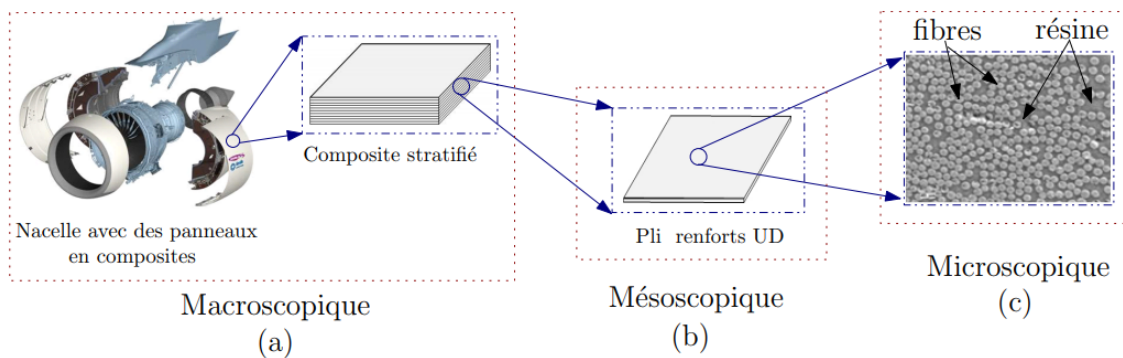 fibres résine
Composite stratifié
Nacelle avec des panneaux
en composites
Pli renforts UD
Macroscopique
(a)
Mésoscopique
(b)
Microscopique
(c)